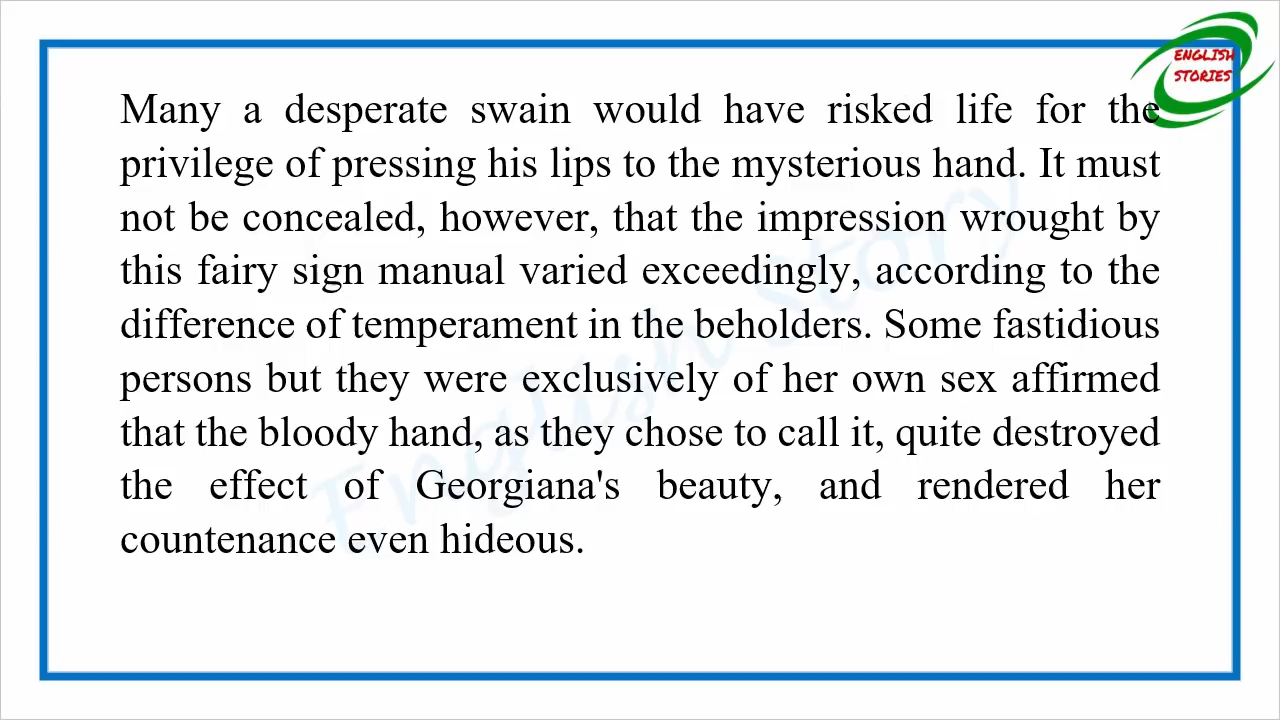 ENGLISH
STORIES
Many a desperate swain would have risked life for the
privilege of pressing his lips to the mysterious hand. It must
not be concealed, however, that the impression wrought by
this fairy sign manual varied exceedingly, according to the
difference of temperament in the beholders. Some fastidious
persons but they were exclusively of her own sex affirmed
that the bloody hand, as they chose to call it, quite destroyed
the effect of Georgiana's beauty, and rendered her
countenance even hideous.
English Story